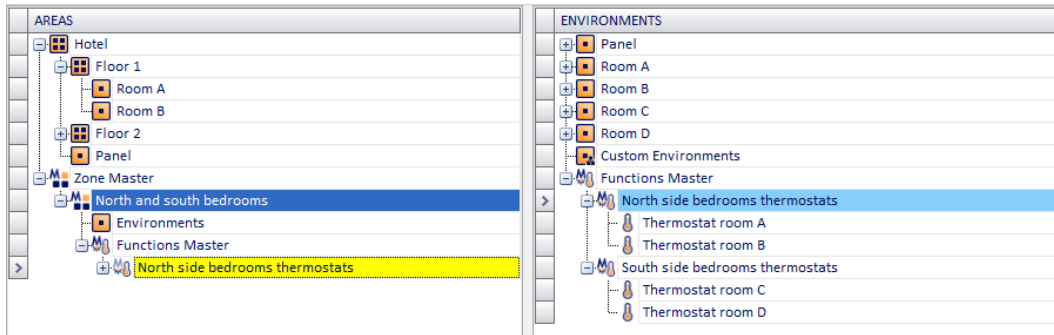 AREAS
Hotel
Floor 1
Room A
Room B
Floor 2
Panel
Zone Master
North and south bedrooms
Environments
Functions Master
North side bedrooms thermostats
ENVIRONMENTS
Panel
Room A
Room B
Room C
Room D
Custom Environments
Functions Master
North side bedrooms thermostats
Thermostat room A
Thermostat room B
South side bedrooms thermostats
Thermostat room C
Thermostat room D